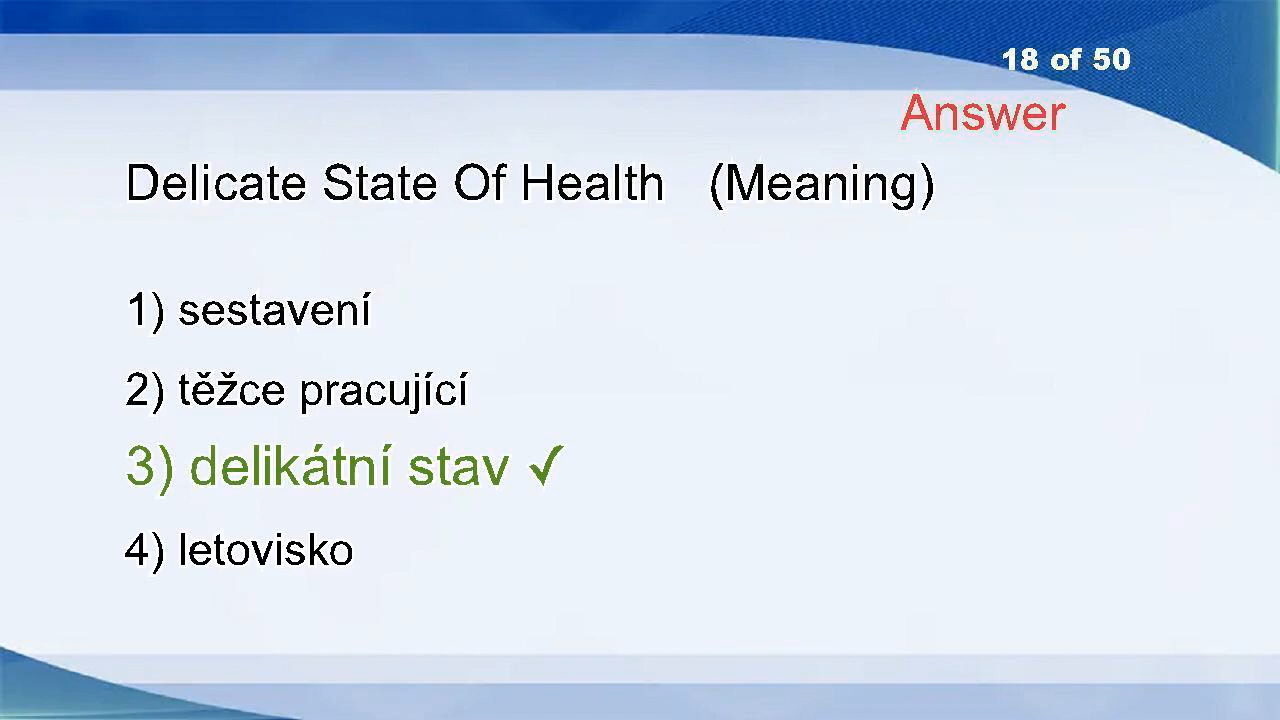 18 of 50
Answer
Delicate State Of Health (Meaning)
1) sestavení
2) těžce pracující
3) delikátní stav ✓
4) letovisko